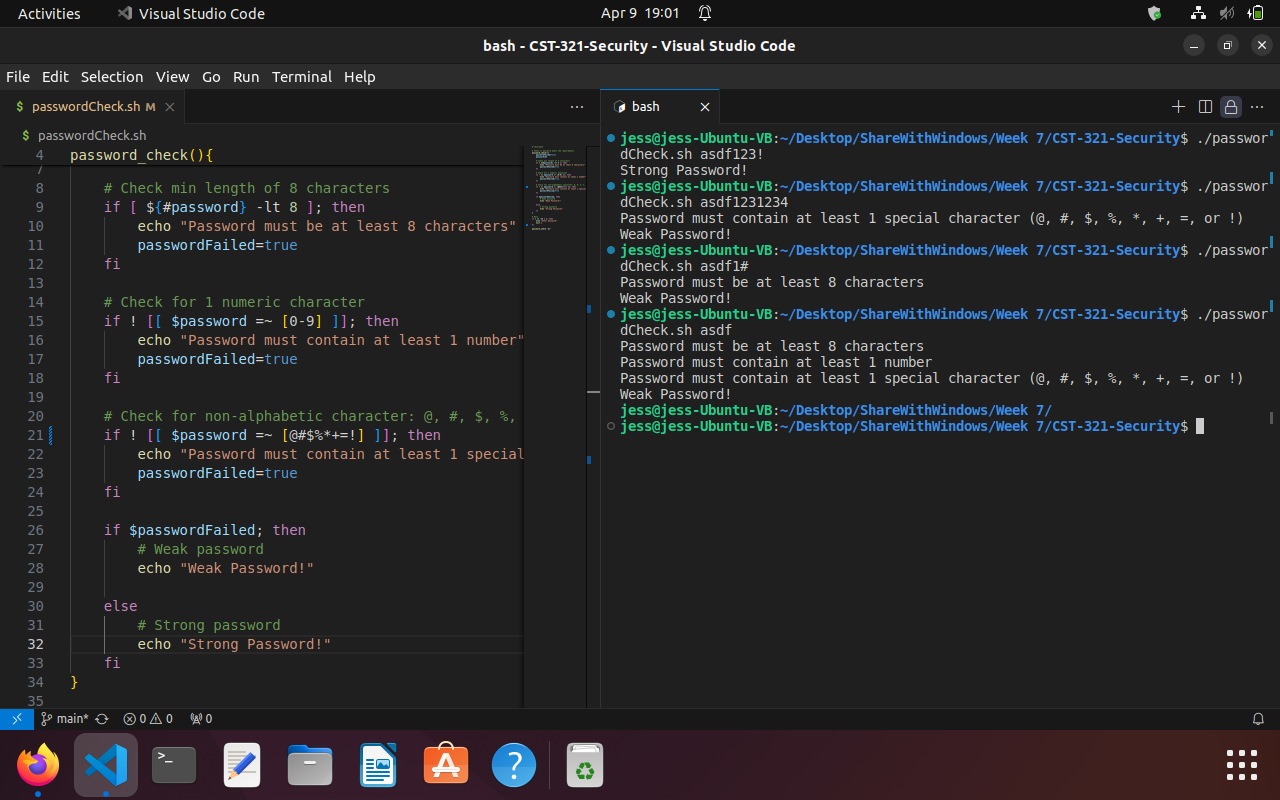 Activities Visual Studio Code Apr 9 19:01
bash - CST-321-Security - Visual Studio Code
File Edit Selection View Go Run Terminal Help
$ passwordCheck.sh M
$ passwordCheck.sh
4 password_check(){
7
8 # Check min length of 8 characters
9 if [ ${#password} -lt 8 ]; then
10 echo "Password must be at least 8 characters"
11 passwordFailed=true
12 fi
13
14 # Check for 1 numeric character
15 if ! [[ $password =~ [0-9] ]]; then
16 echo "Password must contain at least 1 number"
17 passwordFailed=true
18 fi
19
20 # Check for non-alphabetic character: @, #, $, %,
21 if ! [[ $password =~ [@#$%*+=!] ]]; then
22 echo "Password must contain at least 1 special
23 passwordFailed=true
24 fi
25
26 if $passwordFailed; then
27 # Weak password
28 echo "Weak Password!"
29
30 else
31 # Strong password
32 echo "Strong Password!"
33 fi
34 }
35
bash
jess@jess-Ubuntu-VB:~/Desktop/ShareWithWindows/Week 7/CST-321-Security$ ./passwor
dCheck.sh asdf123!
Strong Password!
jess@jess-Ubuntu-VB:~/Desktop/ShareWithWindows/Week 7/CST-321-Security$ ./passwor
dCheck.sh asdf1231234
Password must contain at least 1 special character (@, #, $, %, *, +, =, or !)
Weak Password!
jess@jess-Ubuntu-VB:~/Desktop/ShareWithWindows/Week 7/CST-321-Security$ ./passwor
dCheck.sh asdf1#
Password must be at least 8 characters
Weak Password!
jess@jess-Ubuntu-VB:~/Desktop/ShareWithWindows/Week 7/CST-321-Security$ ./passwor
dCheck.sh asdf
Password must be at least 8 characters
Password must contain at least 1 number
Password must contain at least 1 special character (@, #, $, %, *, +, =, or !)
Weak Password!
jess@jess-Ubuntu-VB:~/Desktop/ShareWithWindows/Week 7/
jess@jess-Ubuntu-VB:~/Desktop/ShareWithWindows/Week 7/CST-321-Security$
main* 0 0 0